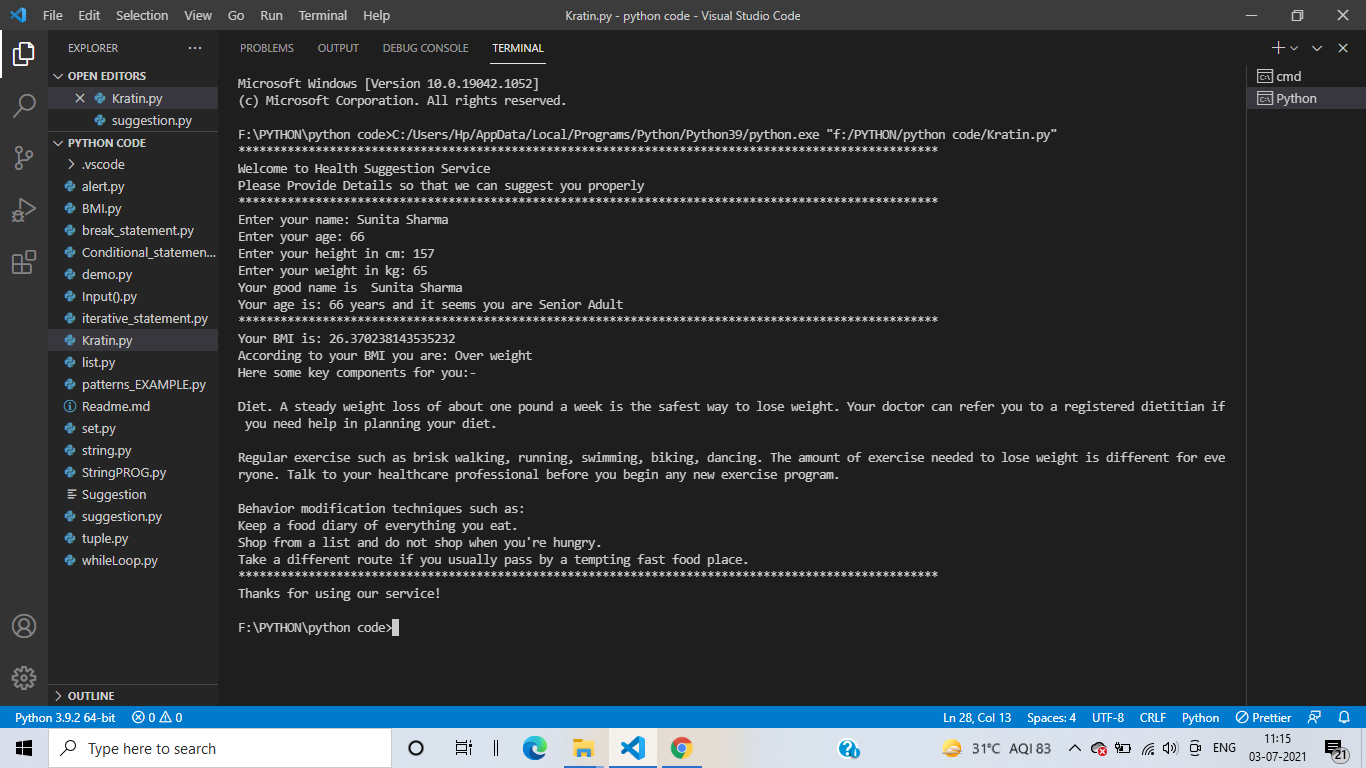 File Edit Selection View Go Run Terminal Help
Kratin.py - python code - Visual Studio Code
EXPLORER
OPEN EDITORS
Kratin.py
suggestion.py
PYTHON CODE
.vscode
alert.py
BMI.py
break_statement.py
Conditional_statemen...
demo.py
Input().py
iterative_statement.py
Kratin.py
list.py
patterns_EXAMPLE.py
Readme.md
set.py
string.py
StringPROG.py
Suggestion
suggestion.py
tuple.py
whileLoop.py
OUTLINE
PROBLEMS OUTPUT DEBUG CONSOLE TERMINAL
Microsoft Windows [Version 10.0.19042.1052]
(c) Microsoft Corporation. All rights reserved.
F:\PYTHON\python code>C:/Users/Hp/AppData/Local/Programs/Python/Python39/python.exe "f:/PYTHON/python code/Kratin.py"
****************************************************************************************************
Welcome to Health Suggestion Service
Please Provide Details so that we can suggest you properly
****************************************************************************************************
Enter your name: Sunita Sharma
Enter your age: 66
Enter your height in cm: 157
Enter your weight in kg: 65
Your good name is  Sunita Sharma
Your age is: 66 years and it seems you are Senior Adult
****************************************************************************************************
Your BMI is: 26.370238143535232
According to your BMI you are: Over weight
Here some key components for you:-
Diet. A steady weight loss of about one pound a week is the safest way to lose weight. Your doctor can refer you to a registered dietitian if
you need help in planning your diet.
Regular exercise such as brisk walking, running, swimming, biking, dancing. The amount of exercise needed to lose weight is different for eve
ryone. Talk to your healthcare professional before you begin any new exercise program.
Behavior modification techniques such as:
Keep a food diary of everything you eat.
Shop from a list and do not shop when you're hungry.
Take a different route if you usually pass by a tempting fast food place.
****************************************************************************************************
Thanks for using our service!
F:\PYTHON\python code>
cmd
Python
Python 3.9.2 64-bit 0 0
Ln 28, Col 13 Spaces: 4 UTF-8 CRLF Python Prettier
Type here to search
31°C AQI 83 ENG
11:15
03-07-2021
21